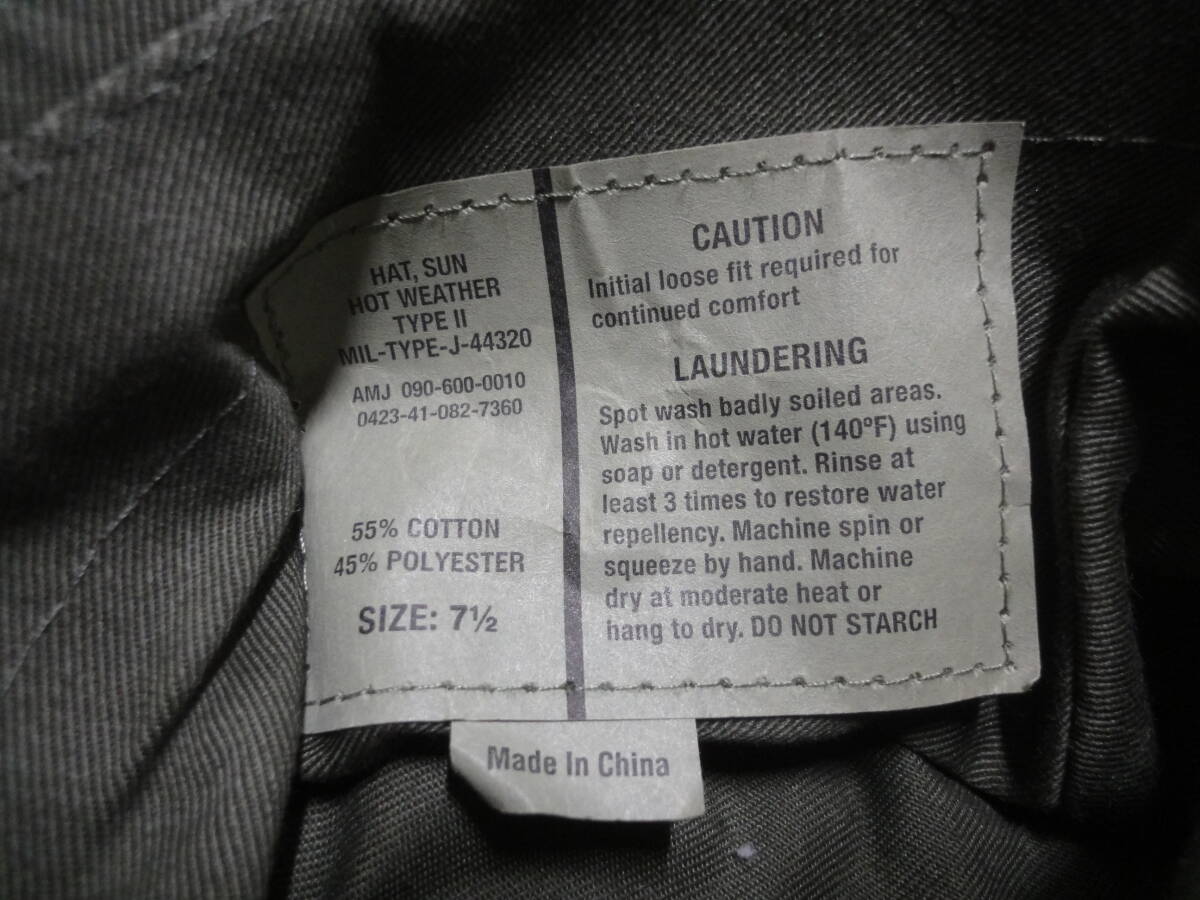 HAT, SUN
HOT WEATHER
TYPE II
MIL-TYPE-J-44320
AMJ 090-600-0010
0423-41-082-7360
55% COTTON
45% POLYESTER
SIZE: 7½
CAUTION
Initial loose fit required for
continued comfort
LAUNDERING
Spot wash badly soiled areas.
Wash in hot water (140ºF) using
soap or detergent. Rinse at
least 3 times to restore water
repellency. Machine spin or
squeeze by hand. Machine
dry at moderate heat or
hang to dry. DO NOT STARCH
Made In China